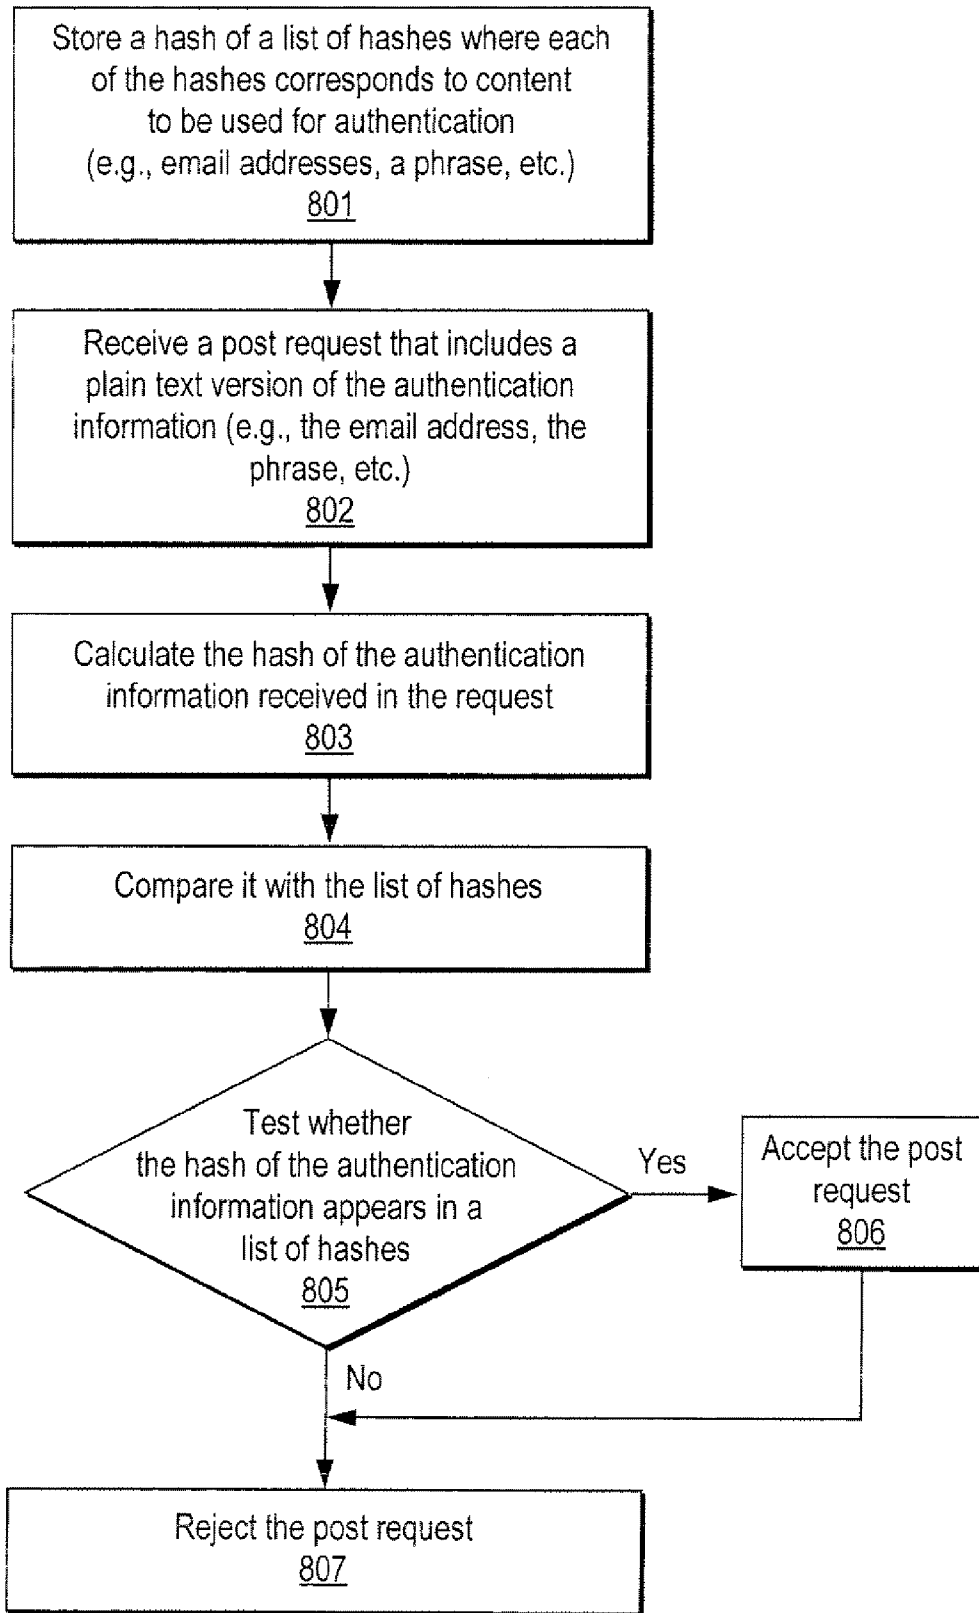 Store a hash of a list of hashes where each
of the hashes corresponds to content
to be used for authentication
(e.g., email addresses, a phrase, etc.)
801
Receive a post request that includes a
plain text version of the authentication
information (e.g., the email address, the
phrase, etc.)
802
Calculate the hash of the authentication
information received in the request
803
Compare it with the list of hashes
804
Test whether
the hash of the authentication
information appears in a
list of hashes
805
Yes
Accept the post
request
806
No
Reject the post request
807